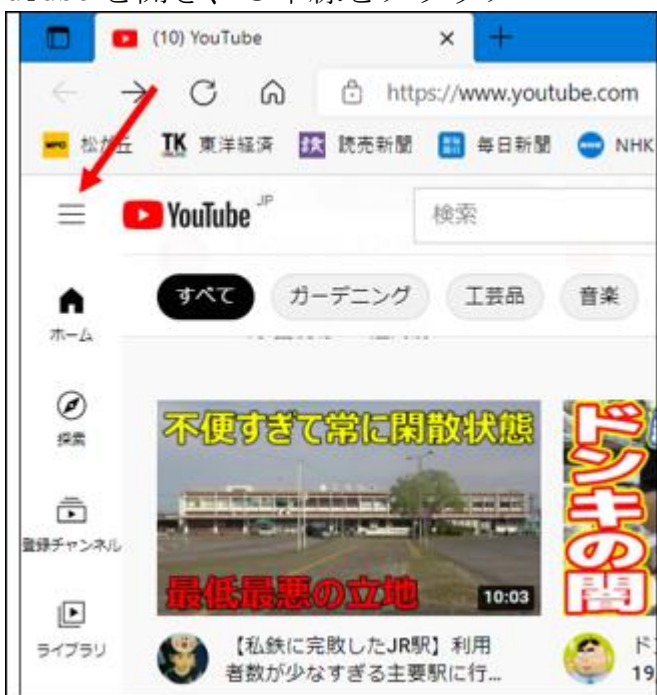 (10) YouTube
https://www.youtube.com
TK 東洋経済 読売新聞 毎日新聞 NHK
YouTube JP
検索
すべて ガーデニング 工芸品 音楽
ホーム
探索
登録チャンネル
ライブラリ
不便すぎて常に閑散状態
最低最悪の立地
10:03
ドンキの闇
【私鉄に完敗したJR駅】利用
者数が少なすぎる主要駅に行...
19